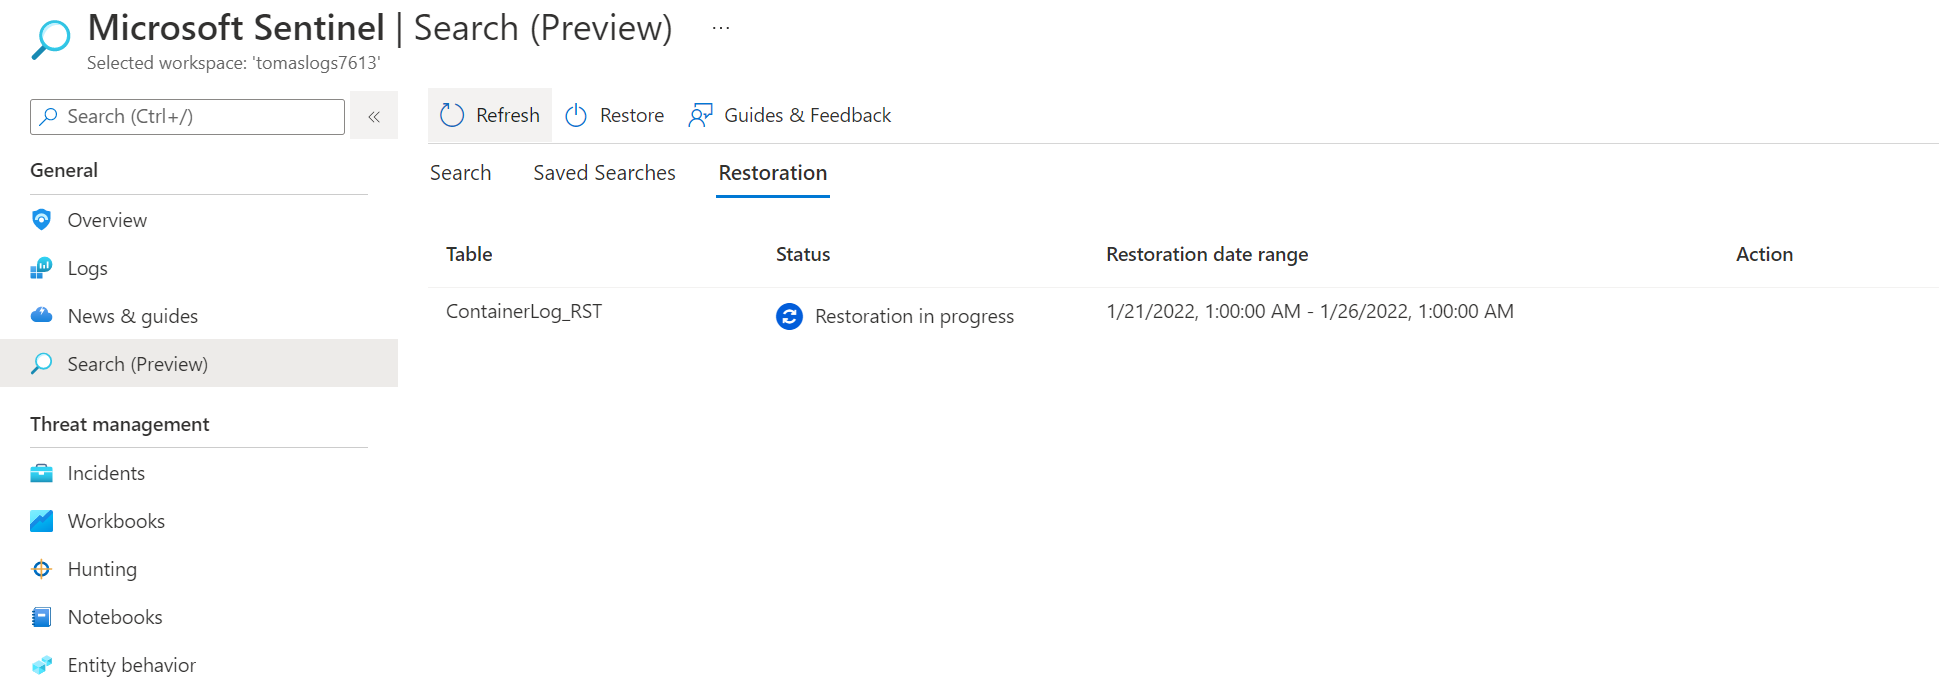 Microsoft Sentinel | Search (Preview) ...
Selected workspace: 'tomaslogs7613'
Search (Ctrl+/) «
Refresh Restore Guides & Feedback
Search Saved Searches Restoration
Table Status Restoration date range Action
ContainerLog_RST Restoration in progress 1/21/2022, 1:00:00 AM - 1/26/2022, 1:00:00 AM
General
Overview
Logs
News & guides
Search (Preview)
Threat management
Incidents
Workbooks
Hunting
Notebooks
Entity behavior